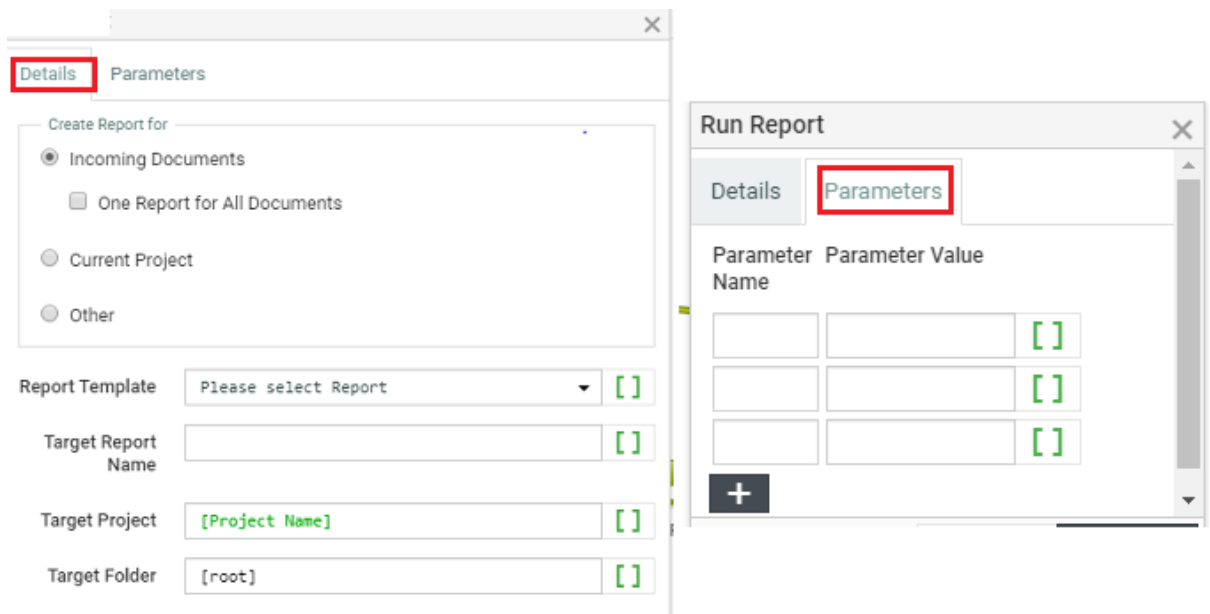 Details Parameters
Create Report for
Incoming Documents
One Report for All Documents
Current Project
Other
Report Template Please select Report [ ]
Target Report
Name [ ]
Target Project [Project Name] [ ]
Target Folder [root] [ ]
Run Report
Details Parameters
Parameter Parameter Value
Name
[ ]
[ ]
[ ]
+